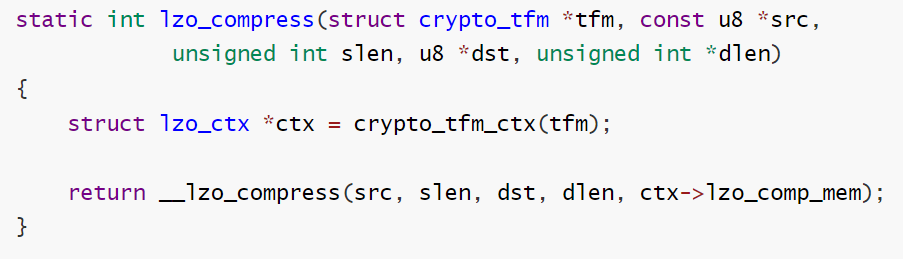 static int lzo_compress(struct crypto_tfm *tfm, const u8 *src,
            unsigned int slen, u8 *dst, unsigned int *dlen)
{
    struct lzo_ctx *ctx = crypto_tfm_ctx(tfm);

    return __lzo_compress(src, slen, dst, dlen, ctx->lzo_comp_mem);
}